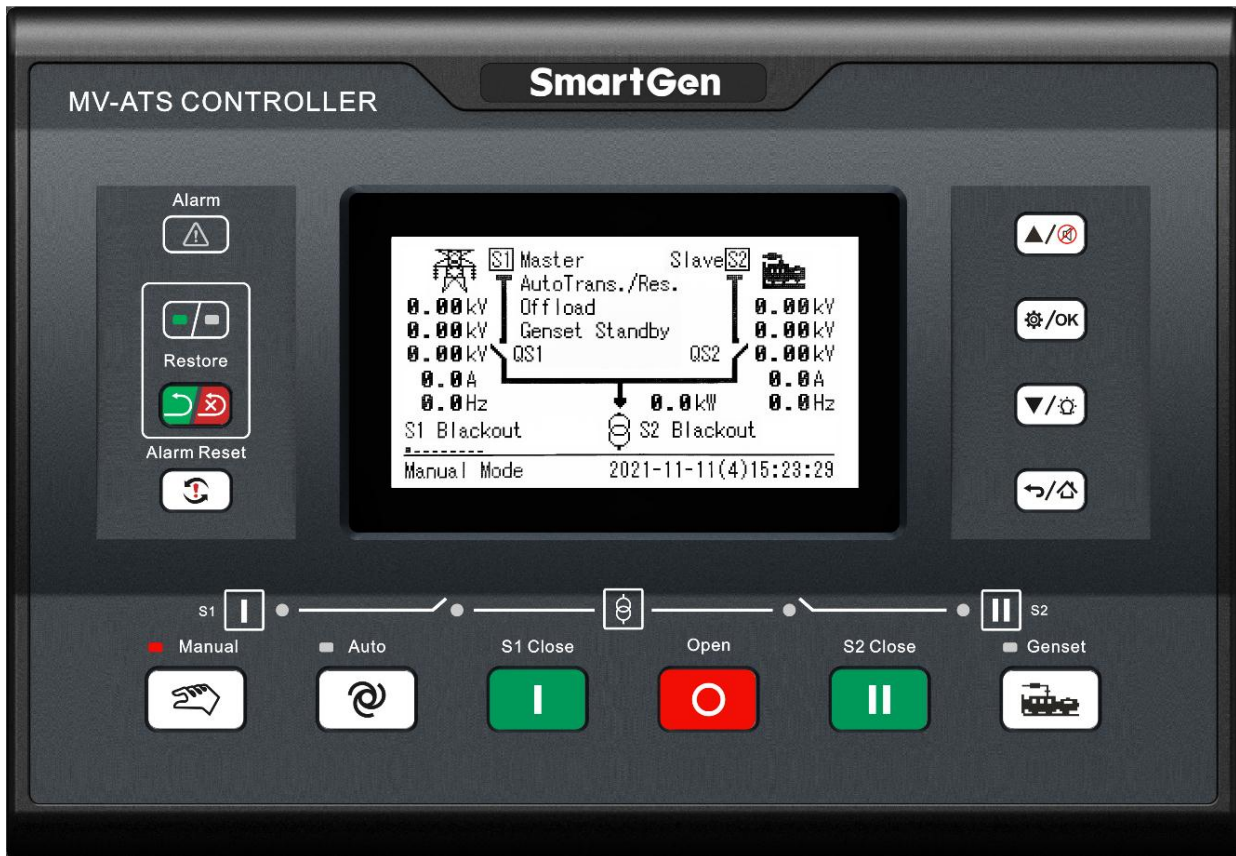 SmartGen
MV-ATS CONTROLLER
Alarm
Restore
Alarm Reset
S1 Master Slave S2
AutoTrans./Res.
0.00kV Offload 0.00kV
0.00kV Genset Standby 0.00kV
0.00kV QS1 QS2 0.00kV
0.0A 0.0A
0.0Hz 0.0kW 0.0Hz
S1 Blackout S2 Blackout
Manual Mode 2021-11-11(4)15:23:29
/OK
S1 I II S2
Manual Auto S1 Close Open S2 Close Genset
I O II